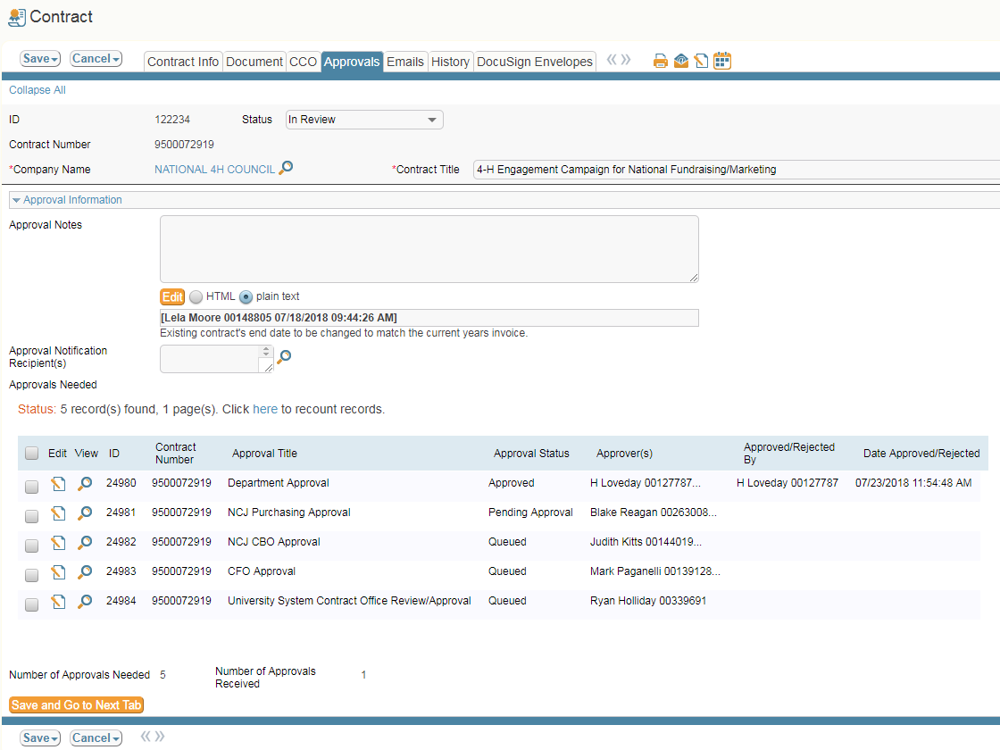 Contract
Save Cancel Contract Info Document CCO Approvals Emails History DocuSign Envelopes
Collapse All
ID 122234 Status In Review
Contract Number 9500072919
*Company Name NATIONAL 4H COUNCIL *Contract Title 4-H Engagement Campaign for National Fundraising/Marketing
Approval Information
Approval Notes
Edit HTML plain text
[Lela Moore 00148805 07/18/2018 09:44:26 AM]
Existing contract's end date to be changed to match the current years invoice.
Approval Notification
Recipient(s)
Approvals Needed
Status: 5 record(s) found, 1 page(s). Click here to recount records.
Edit View ID Contract Number Approval Title Approval Status Approver(s) Approved/Rejected By Date Approved/Rejected
24980 9500072919 Department Approval Approved H Loveday 00127787... H Loveday 00127787 07/23/2018 11:54:48 AM
24981 9500072919 NCJ Purchasing Approval Pending Approval Blake Reagan 00263008...
24982 9500072919 NCJ CBO Approval Queued Judith Kitts 00144019...
24983 9500072919 CFO Approval Queued Mark Paganelli 00139128...
24984 9500072919 University System Contract Office Review/Approval Queued Ryan Holliday 00339691
Number of Approvals Needed 5 Number of Approvals Received 1
Save and Go to Next Tab
Save Cancel